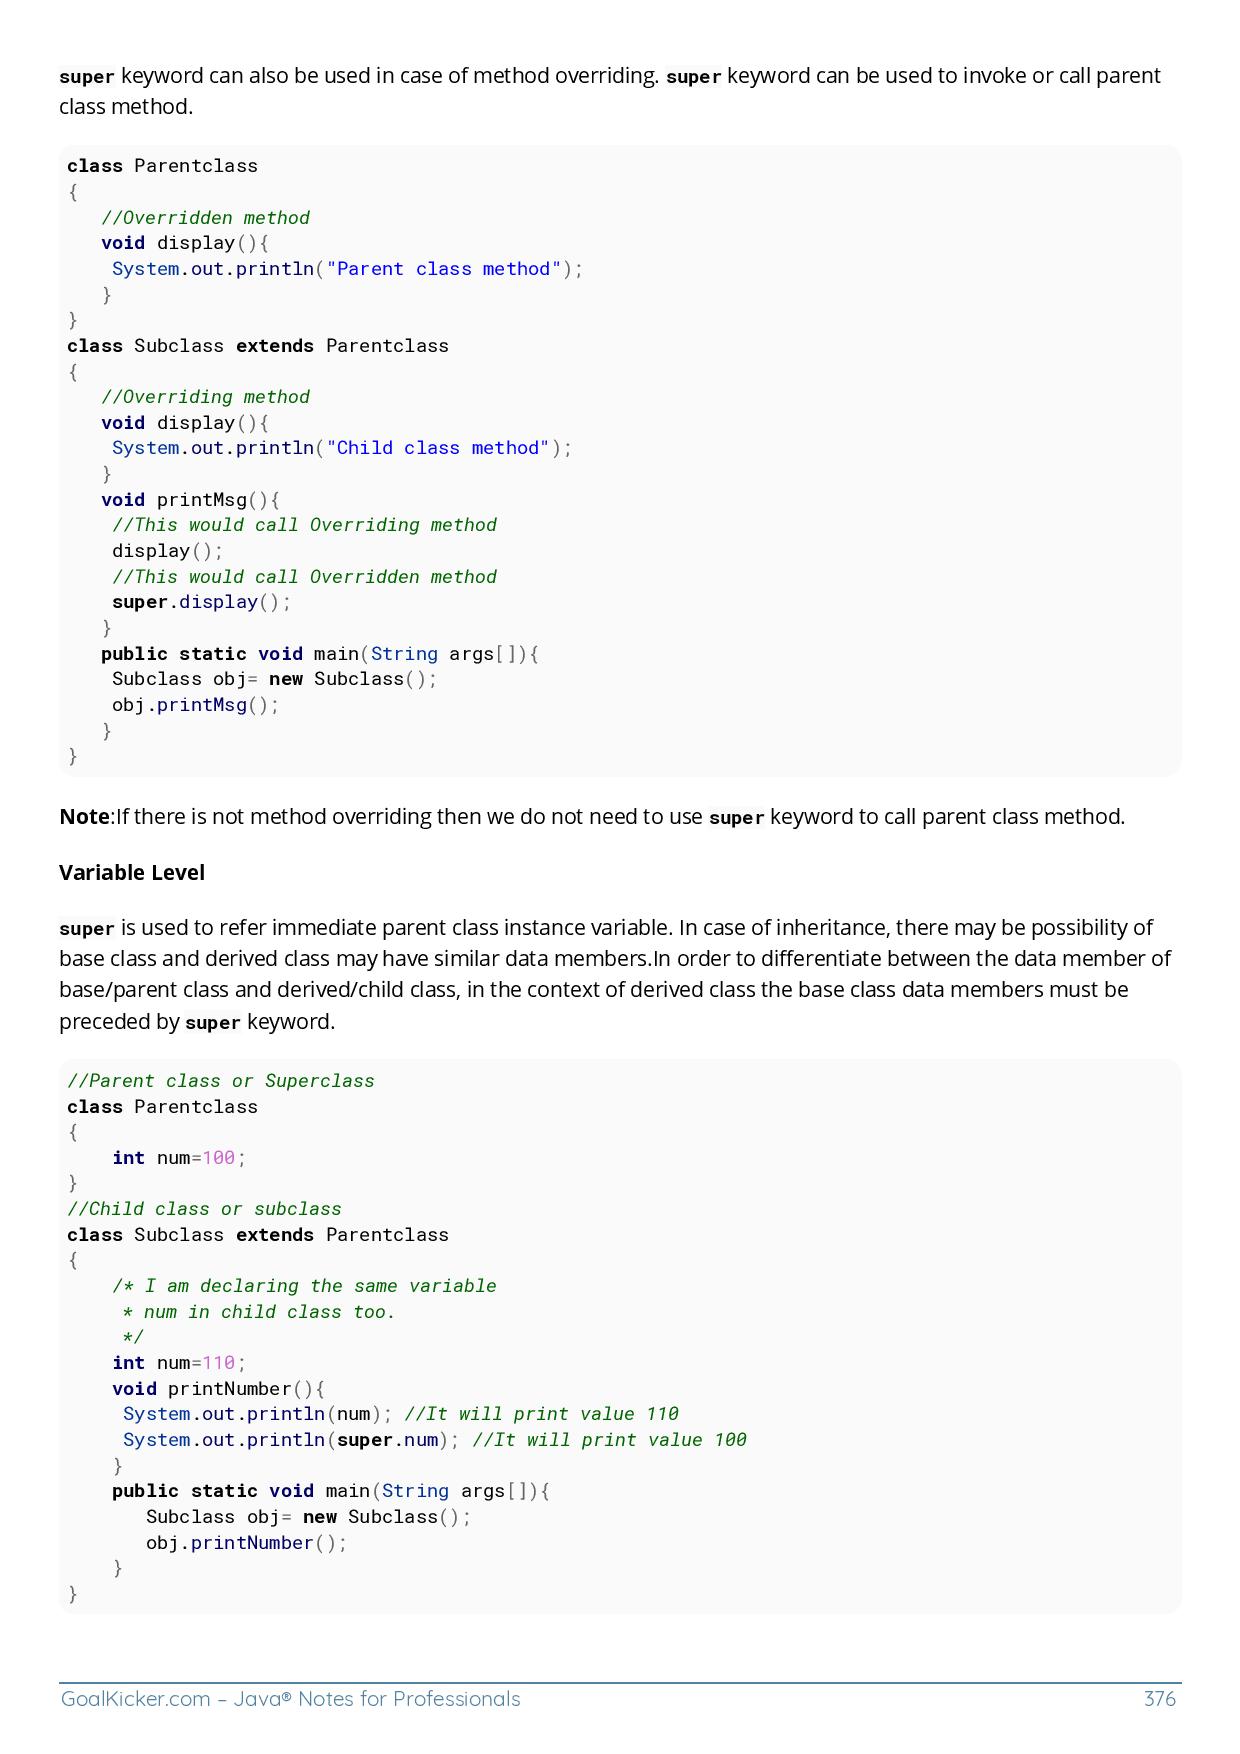 super keyword can also be used in case of method overriding. super keyword can be used to invoke or call parent
class method.
class Parentclass
{
   //Overridden method
   void display(){
    System.out.println("Parent class method");
   }
}
class Subclass extends Parentclass
{
   //Overriding method
   void display(){
    System.out.println("Child class method");
   }
   void printMsg(){
    //This would call Overriding method
    display();
    //This would call Overridden method
    super.display();
   }
   public static void main(String args[]){
    Subclass obj= new Subclass();
    obj.printMsg();
   }
}
Note:If there is not method overriding then we do not need to use super keyword to call parent class method.
Variable Level
super is used to refer immediate parent class instance variable. In case of inheritance, there may be possibility of
base class and derived class may have similar data members.In order to differentiate between the data member of
base/parent class and derived/child class, in the context of derived class the base class data members must be
preceded by super keyword.
//Parent class or Superclass
class Parentclass
{
    int num=100;
}
//Child class or subclass
class Subclass extends Parentclass
{
    /* I am declaring the same variable
     * num in child class too.
     */
    int num=110;
    void printNumber(){
     System.out.println(num); //It will print value 110
     System.out.println(super.num); //It will print value 100
    }
    public static void main(String args[]){
       Subclass obj= new Subclass();
       obj.printNumber();
    }
}
GoalKicker.com – Java® Notes for Professionals 376